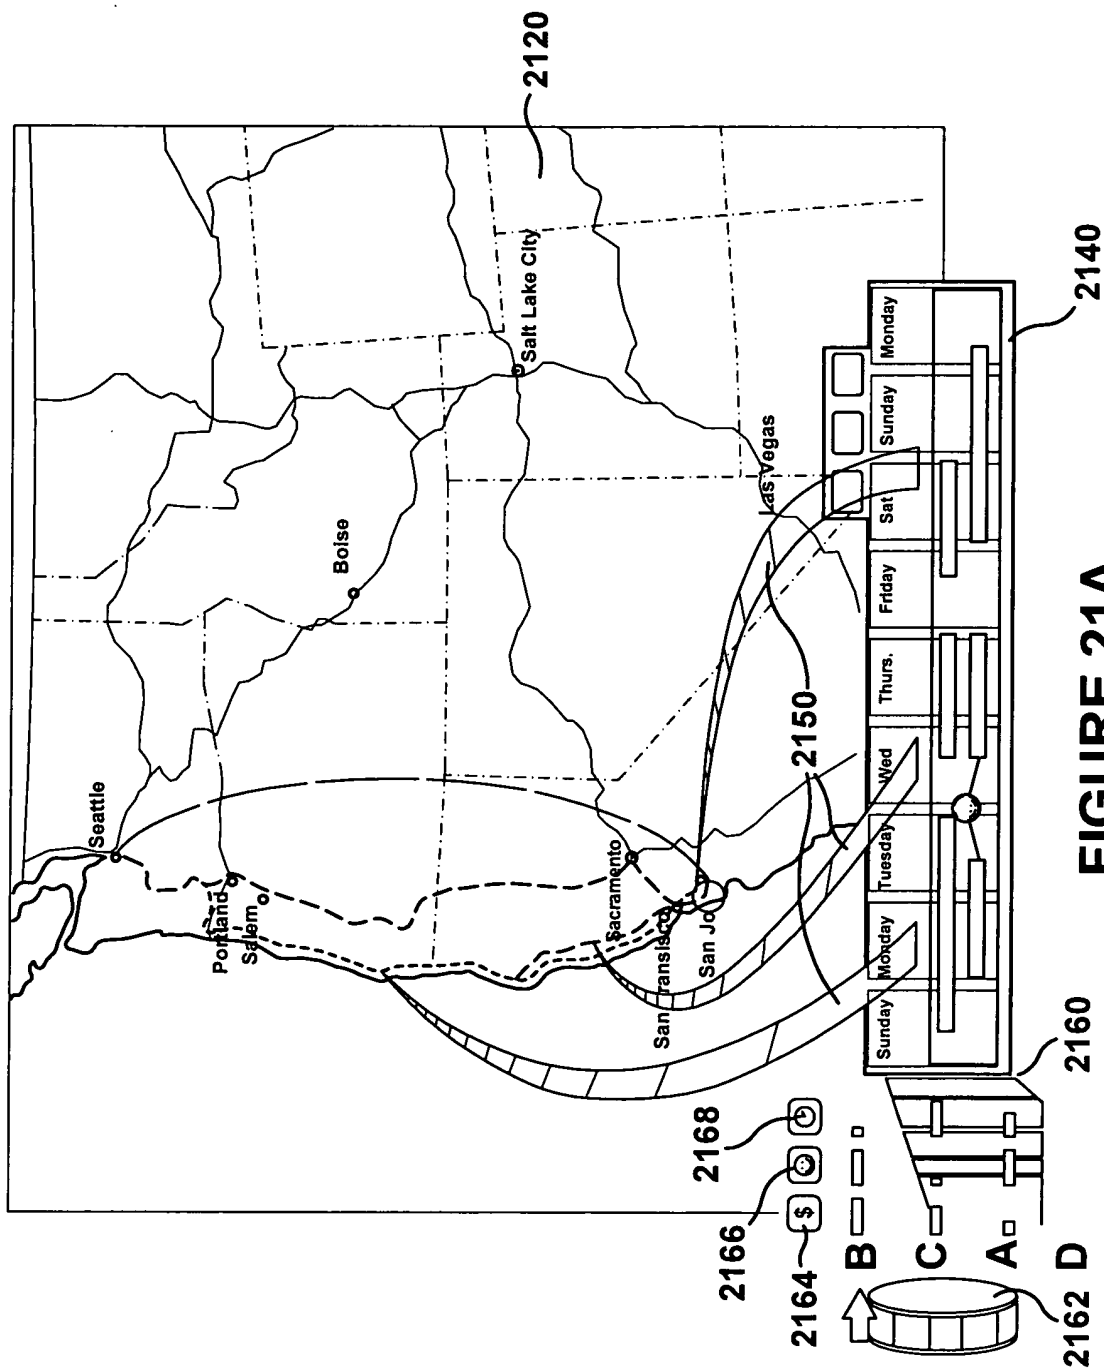 2120
Seattle
Portland
Salem
Boise
Salt Lake City
Sacramento
San Fransisco
San Jo
Las Vegas
2150
2168
2166
2164
$
B
C
A
D
2162
2160
Sunday
Monday
Tuesday
Wed
Thurs.
Friday
Sat
Sunday
Monday
2140
FIGURE 21A